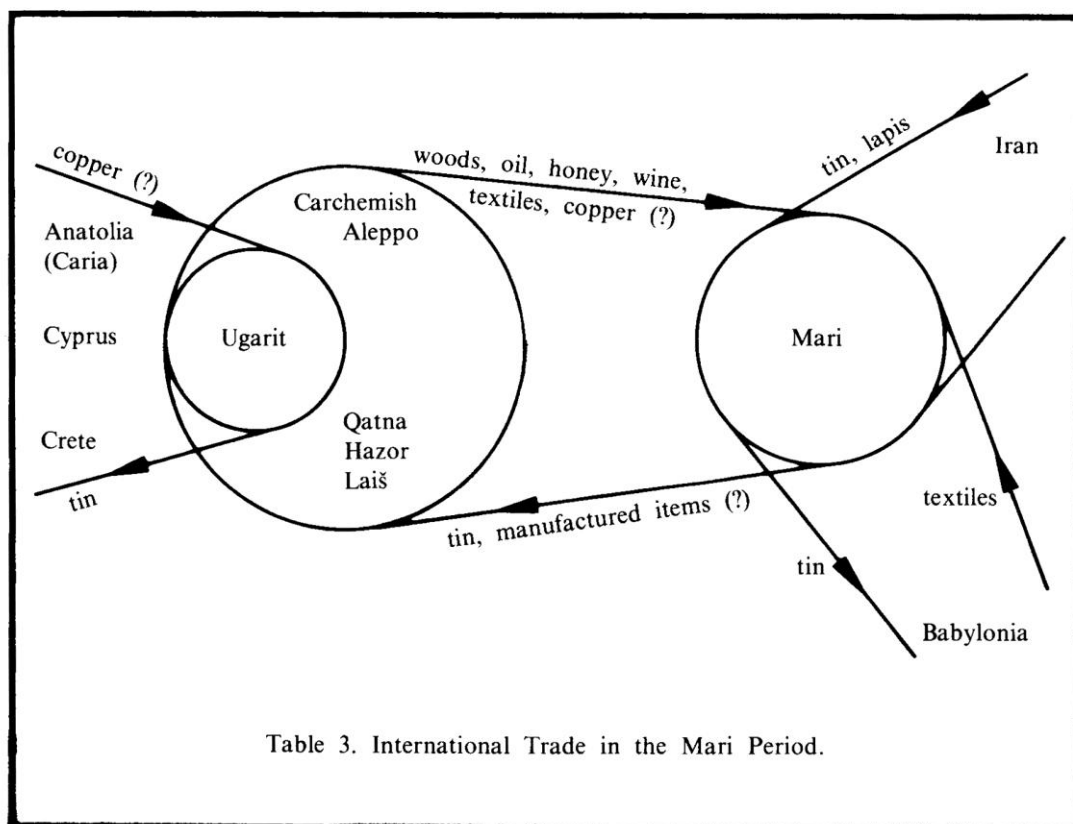 copper (?)
Anatolia
(Caria)
Cyprus
Crete
tin
Ugarit
Carchemish
Aleppo
Qatna
Hazor
Laiš
woods, oil, honey, wine,
textiles, copper (?)
tin, manufactured items (?)
Mari
tin, lapis
Iran
textiles
tin
Babylonia
Table 3. International Trade in the Mari Period.